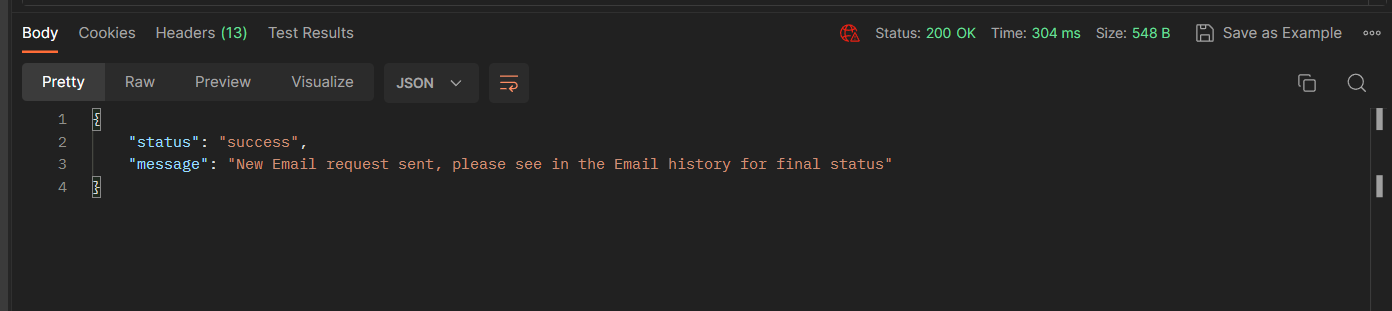 Body Cookies Headers (13) Test Results Status: 200 OK Time: 304 ms Size: 548 B Save as Example
Pretty Raw Preview Visualize JSON
1 {
2 "status": "success",
3 "message": "New Email request sent, please see in the Email history for final status"
4 }